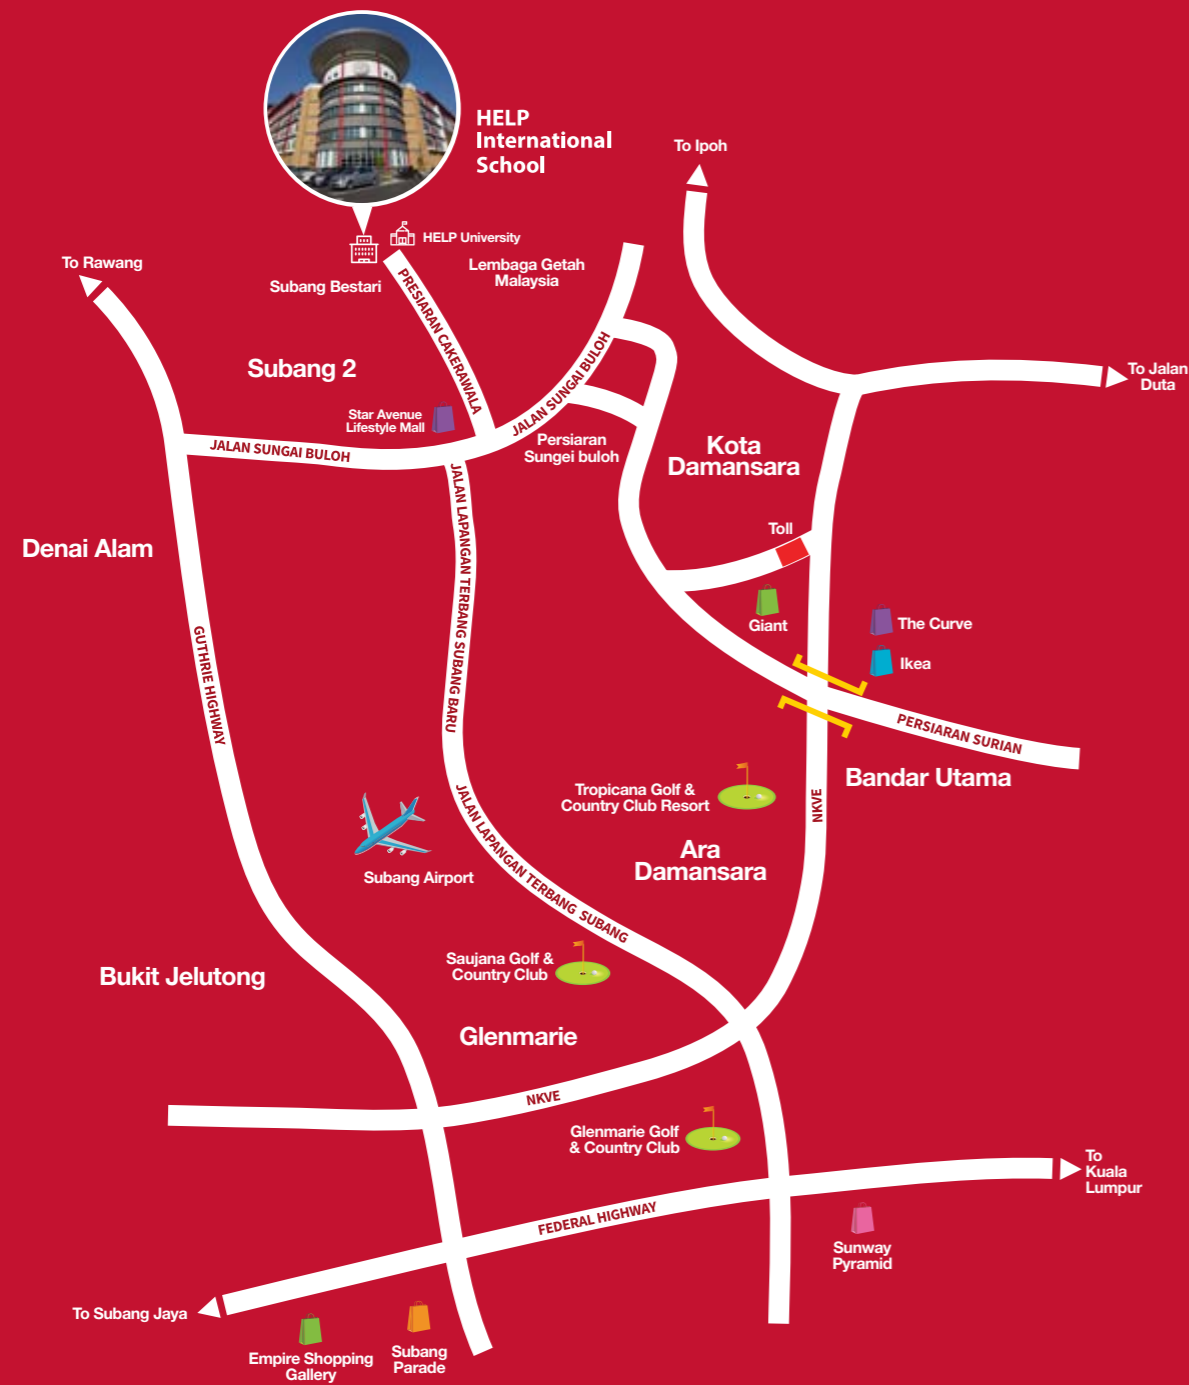 HELP
International
School
To Ipoh
HELP University
Lembaga Getah
Malaysia
To Rawang
Subang Bestari
PRESIARAN CAKERAWALA
Subang 2
To Jalan
Duta
Star Avenue
Lifestyle Mall
JALAN SUNGAI BULOH
JALAN SUNGAI BULOH
Persiaran
Sungei buloh
Kota
Damansara
Denai Alam
JALAN LAPANGAN TERBANG SUBANG BARU
Toll
Giant
The Curve
Ikea
GUTHRIE HIGHWAY
PERSIARAN SURIAN
Bandar Utama
Tropicana Golf &
Country Club Resort
NKVE
JALAN LAPANGAN TERBANG SUBANG
Ara
Damansara
Subang Airport
Saujana Golf &
Country Club
Bukit Jelutong
Glenmarie
NKVE
Glenmarie Golf
& Country Club
To
Kuala
Lumpur
FEDERAL HIGHWAY
Sunway
Pyramid
To Subang Jaya
Empire Shopping
Gallery
Subang
Parade